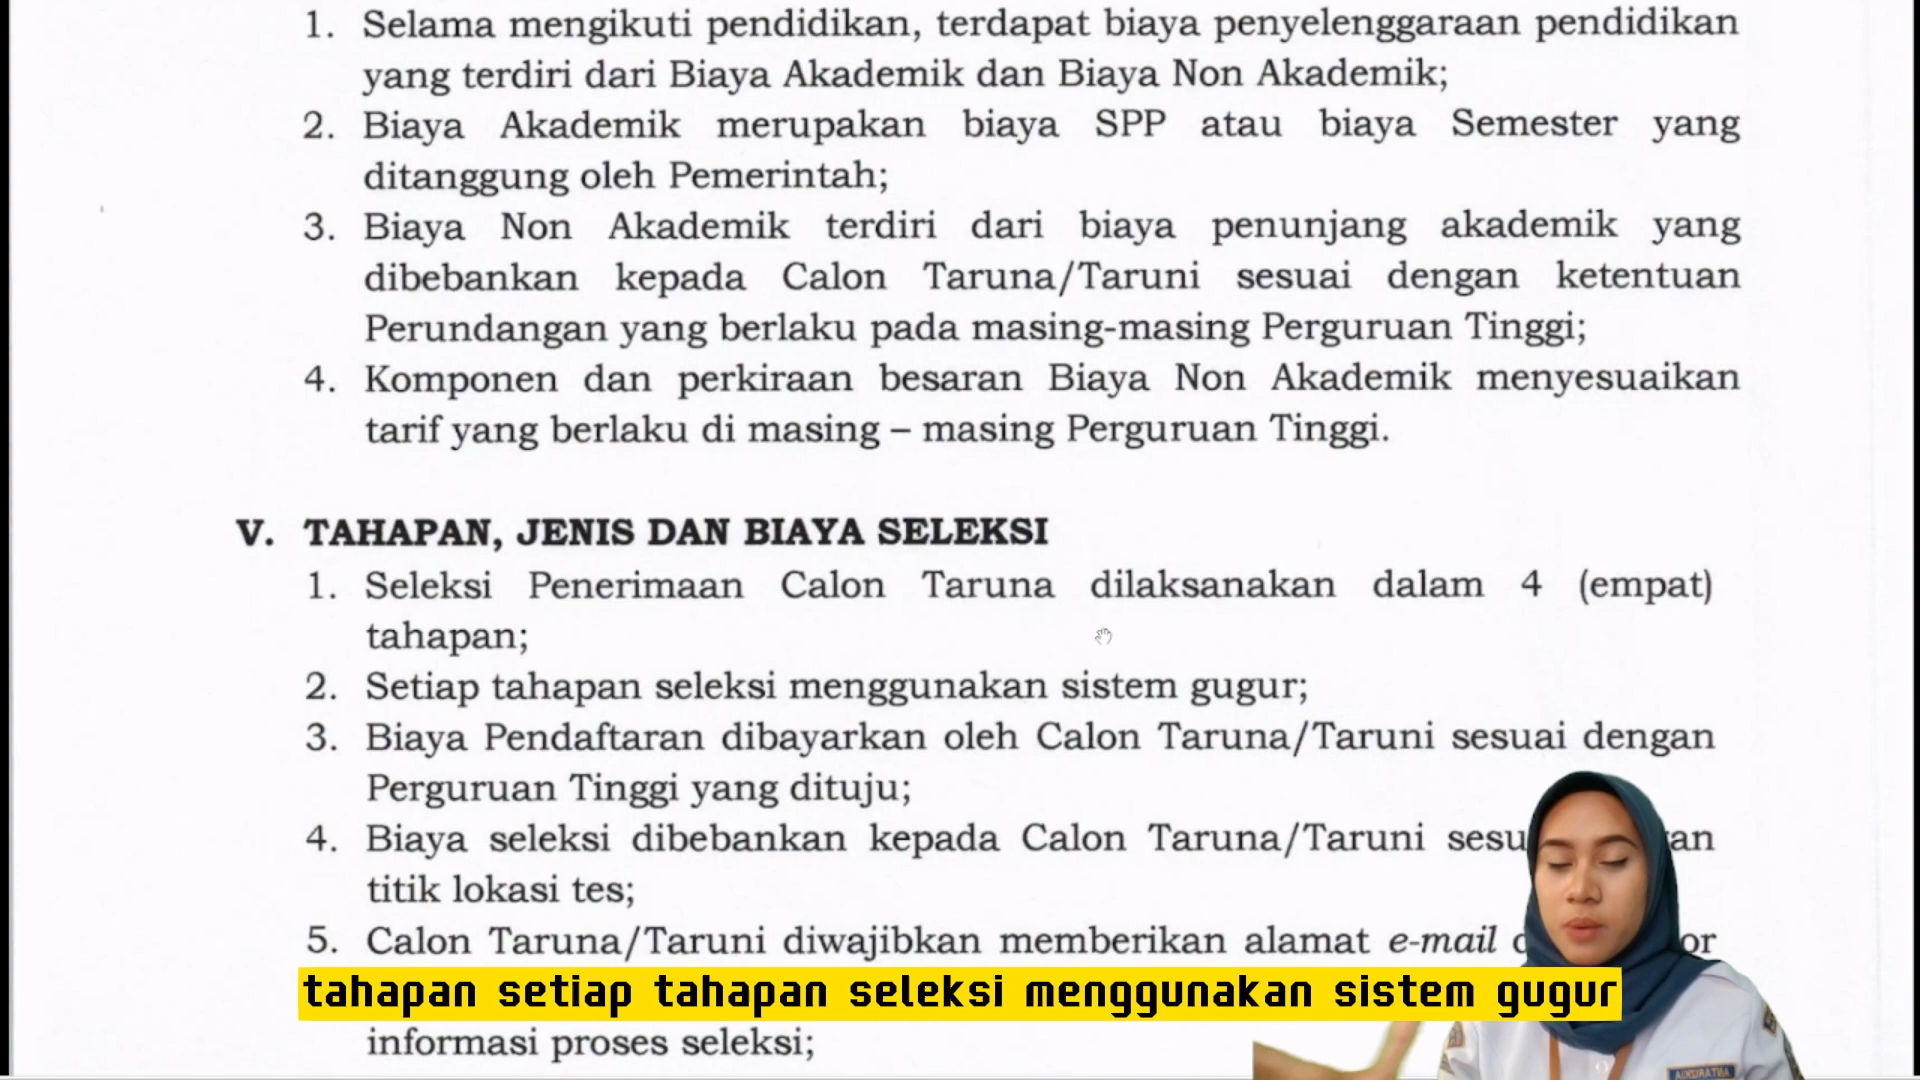 1. Selama mengikuti pendidikan, terdapat biaya penyelenggaraan pendidikan
yang terdiri dari Biaya Akademik dan Biaya Non Akademik;
2. Biaya Akademik merupakan biaya SPP atau biaya Semester yang
ditanggung oleh Pemerintah;
3. Biaya Non Akademik terdiri dari biaya penunjang akademik yang
dibebankan kepada Calon Taruna/Taruni sesuai dengan ketentuan
Perundangan yang berlaku pada masing-masing Perguruan Tinggi;
4. Komponen dan perkiraan besaran Biaya Non Akademik menyesuaikan
tarif yang berlaku di masing – masing Perguruan Tinggi.
V. TAHAPAN, JENIS DAN BIAYA SELEKSI
1. Seleksi Penerimaan Calon Taruna dilaksanakan dalam 4 (empat)
tahapan;
2. Setiap tahapan seleksi menggunakan sistem gugur;
3. Biaya Pendaftaran dibayarkan oleh Calon Taruna/Taruni sesuai dengan
Perguruan Tinggi yang dituju;
4. Biaya seleksi dibebankan kepada Calon Taruna/Taruni
titik lokasi tes;
5. Calon Taruna/Taruni diwajibkan memberikan alamat e-mail
tahapan setiap tahapan seleksi menggunakan sistem gugur
informasi proses seleksi;